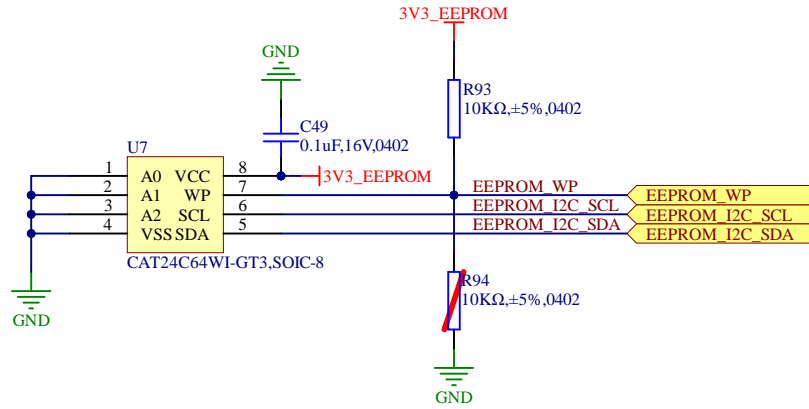 3V3_EEPROM
GND
R93
10KΩ,±5%,0402
C49
0.1uF,16V,0402
U7
1 A0 VCC 8 3V3_EEPROM
2 A1 WP 7 EEPROM_WP EEPROM_WP
3 A2 SCL 6 EEPROM_I2C_SCL EEPROM_I2C_SCL
4 VSS SDA 5 EEPROM_I2C_SDA EEPROM_I2C_SDA
CAT24C64WI-GT3,SOIC-8
R94
10KΩ,±5%,0402
GND
GND